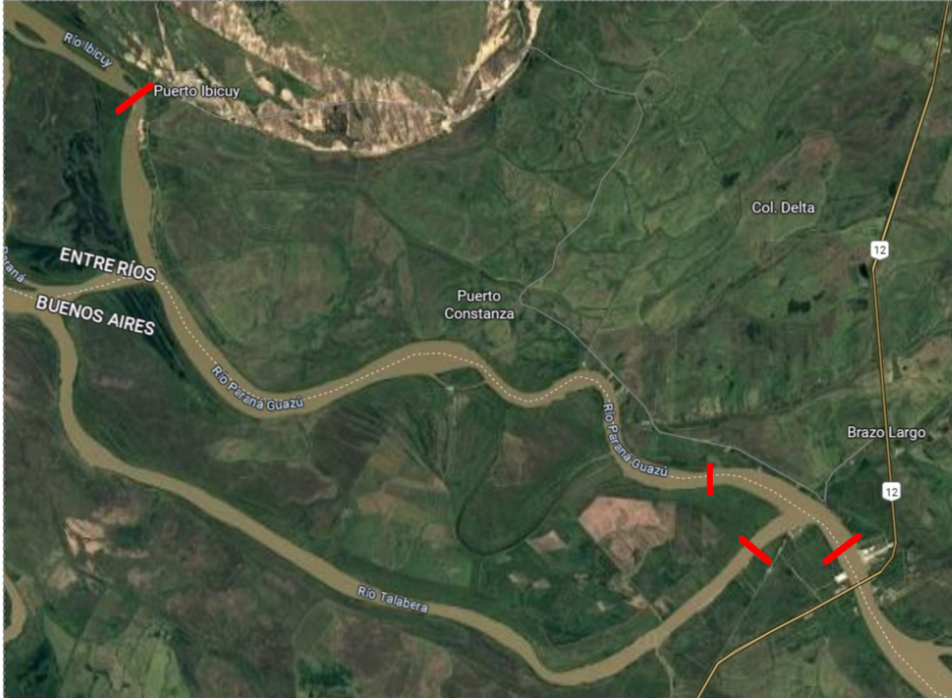 Río Ibicuy
Puerto Ibicuy
Col. Delta
12
ENTRE RÍOS
Paraná
BUENOS AIRES
Puerto
Constanza
Río Paraná Guazú
Río Paraná Guazú
Brazo Largo
12
Río Talabera